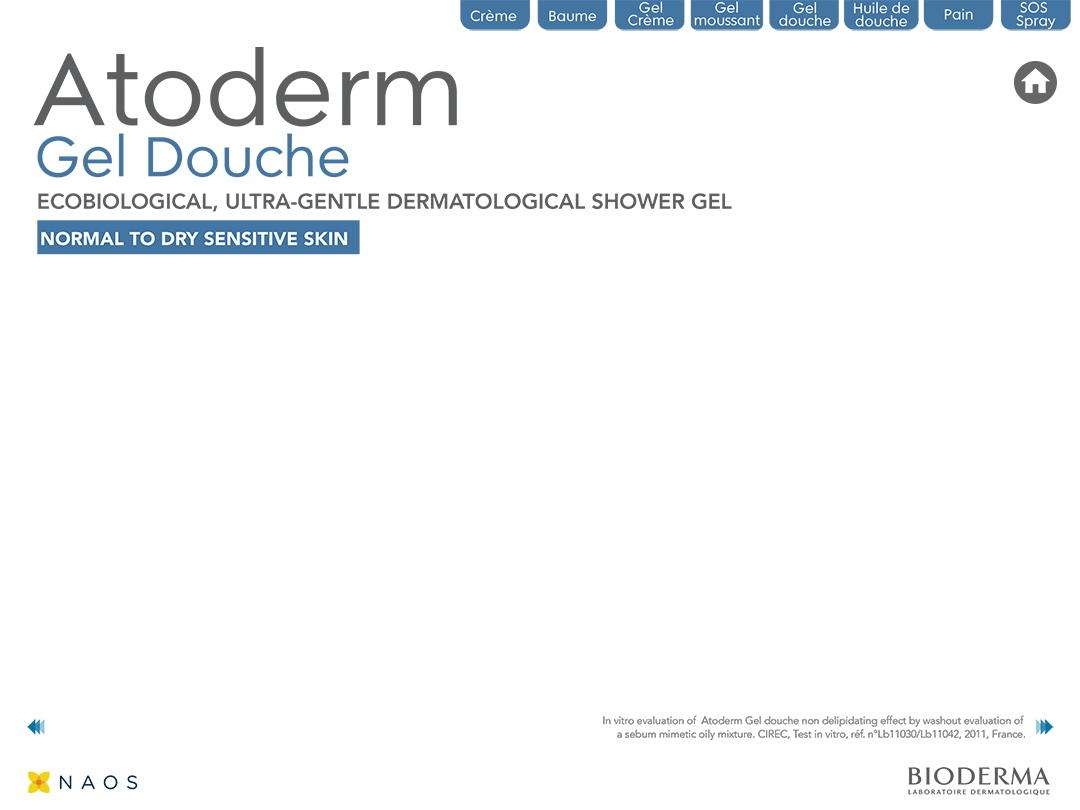 Crème
Baume
Gel
Crème
Gel
moussant
Gel
douche
Huile de
douche
Pain
SOS
Spray
Atoderm
Gel Douche
ECOBIOLOGICAL, ULTRA-GENTLE DERMATOLOGICAL SHOWER GEL
NORMAL TO DRY SENSITIVE SKIN
In vitro evaluation of Atoderm Gel douche non delipidating effect by washout evaluation of
a sebum mimetic oily mixture. CIREC, Test in vitro, réf. n°Lb11030/Lb11042, 2011, France.
NAOS
BIODERMA
LABORATOIRE DERMATOLOGIQUE